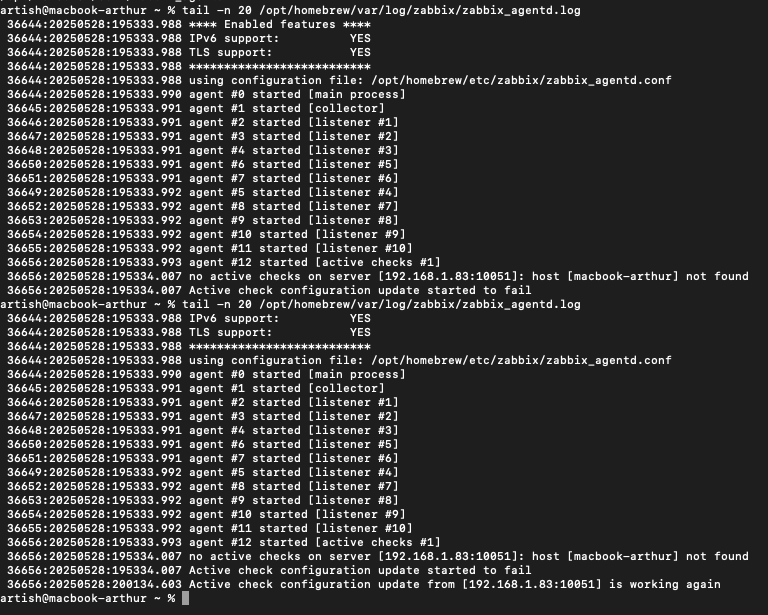 artish@macbook-arthur ~ % tail -n 20 /opt/homebrew/var/log/zabbix/zabbix_agentd.log
36644:20250528:195333.988 **** Enabled features ****
36644:20250528:195333.988 IPv6 support:          YES
36644:20250528:195333.988 TLS support:           YES
36644:20250528:195333.988 **************************
36644:20250528:195333.988 using configuration file: /opt/homebrew/etc/zabbix/zabbix_agentd.conf
36644:20250528:195333.990 agent #0 started [main process]
36645:20250528:195333.991 agent #1 started [collector]
36646:20250528:195333.991 agent #2 started [listener #1]
36647:20250528:195333.991 agent #3 started [listener #2]
36648:20250528:195333.991 agent #4 started [listener #3]
36650:20250528:195333.991 agent #6 started [listener #5]
36651:20250528:195333.991 agent #7 started [listener #6]
36649:20250528:195333.992 agent #5 started [listener #4]
36652:20250528:195333.992 agent #8 started [listener #7]
36653:20250528:195333.992 agent #9 started [listener #8]
36654:20250528:195333.992 agent #10 started [listener #9]
36655:20250528:195333.992 agent #11 started [listener #10]
36656:20250528:195333.993 agent #12 started [active checks #1]
36656:20250528:195334.007 no active checks on server [192.168.1.83:10051]: host [macbook-arthur] not found
36656:20250528:195334.007 Active check configuration update started to fail
artish@macbook-arthur ~ % tail -n 20 /opt/homebrew/var/log/zabbix/zabbix_agentd.log
36644:20250528:195333.988 IPv6 support:          YES
36644:20250528:195333.988 TLS support:           YES
36644:20250528:195333.988 **************************
36644:20250528:195333.988 using configuration file: /opt/homebrew/etc/zabbix/zabbix_agentd.conf
36644:20250528:195333.990 agent #0 started [main process]
36645:20250528:195333.991 agent #1 started [collector]
36646:20250528:195333.991 agent #2 started [listener #1]
36647:20250528:195333.991 agent #3 started [listener #2]
36648:20250528:195333.991 agent #4 started [listener #3]
36650:20250528:195333.991 agent #6 started [listener #5]
36651:20250528:195333.991 agent #7 started [listener #6]
36649:20250528:195333.992 agent #5 started [listener #4]
36652:20250528:195333.992 agent #8 started [listener #7]
36653:20250528:195333.992 agent #9 started [listener #8]
36654:20250528:195333.992 agent #10 started [listener #9]
36655:20250528:195333.992 agent #11 started [listener #10]
36656:20250528:195333.993 agent #12 started [active checks #1]
36656:20250528:195334.007 no active checks on server [192.168.1.83:10051]: host [macbook-arthur] not found
36656:20250528:195334.007 Active check configuration update started to fail
36656:20250528:200134.603 Active check configuration update from [192.168.1.83:10051] is working again
artish@macbook-arthur ~ %